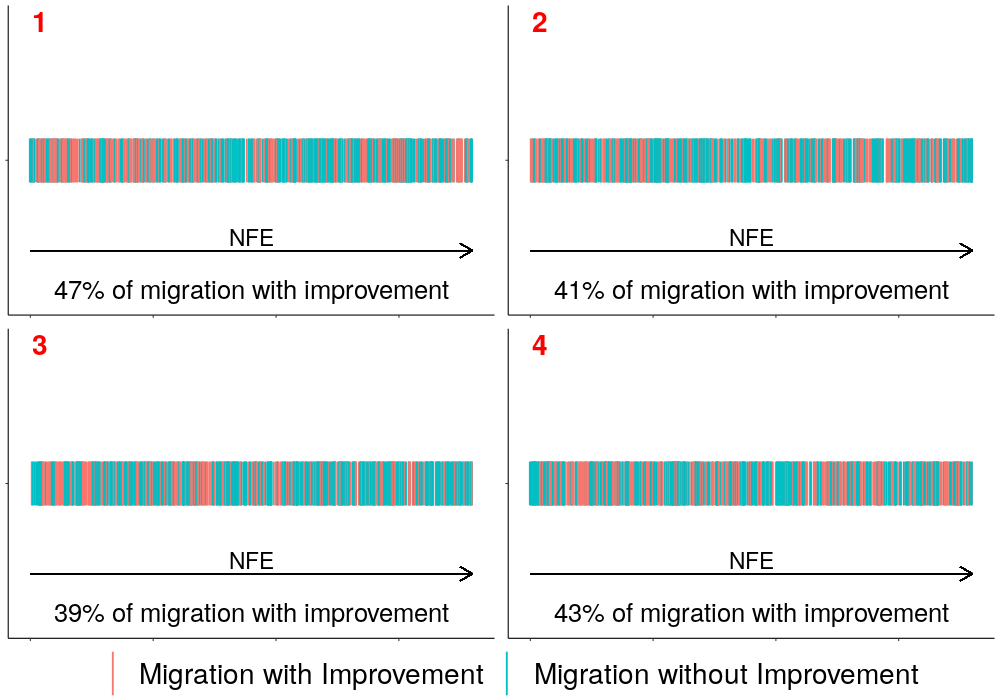 1
NFE
47% of migration with improvement
2
NFE
41% of migration with improvement
3
NFE
39% of migration with improvement
4
NFE
43% of migration with improvement
Migration with Improvement
Migration without Improvement